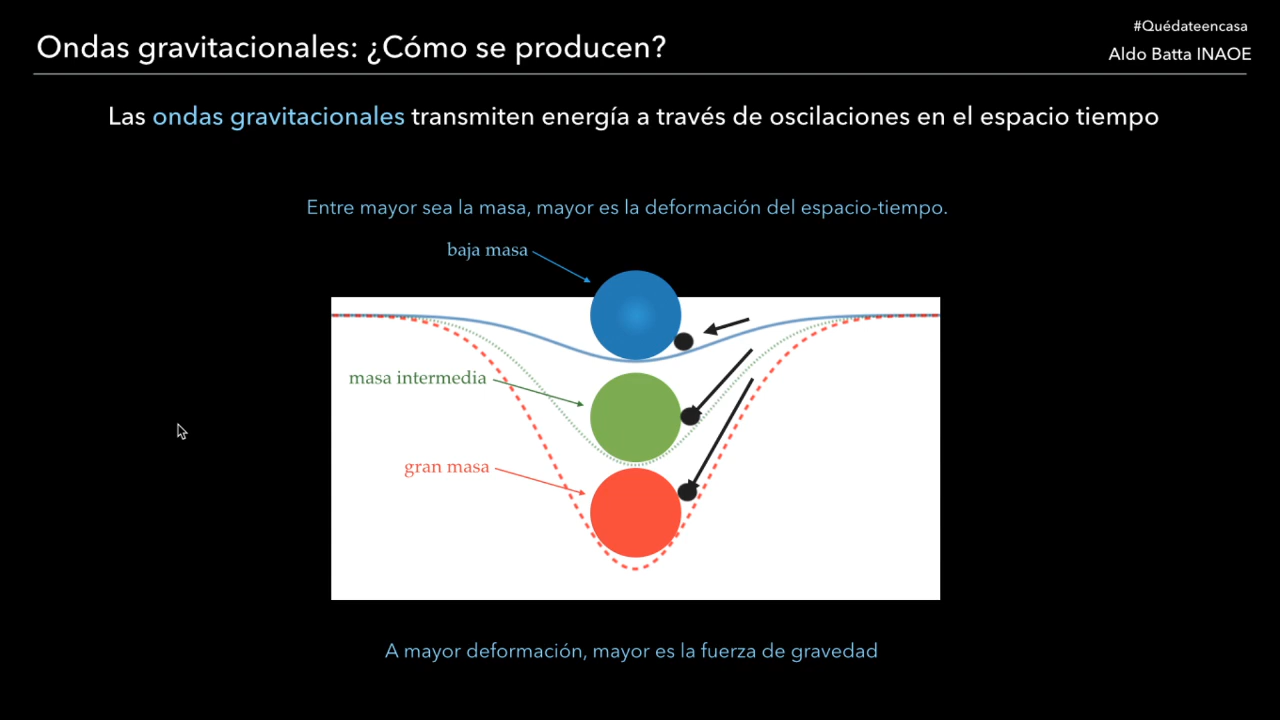 Ondas gravitacionales: ¿Cómo se producen?
#Quédateencasa
Aldo Batta INAOE
Las ondas gravitacionales transmiten energía a través de oscilaciones en el espacio tiempo
Entre mayor sea la masa, mayor es la deformación del espacio-tiempo.
baja masa
masa intermedia
gran masa
A mayor deformación, mayor es la fuerza de gravedad